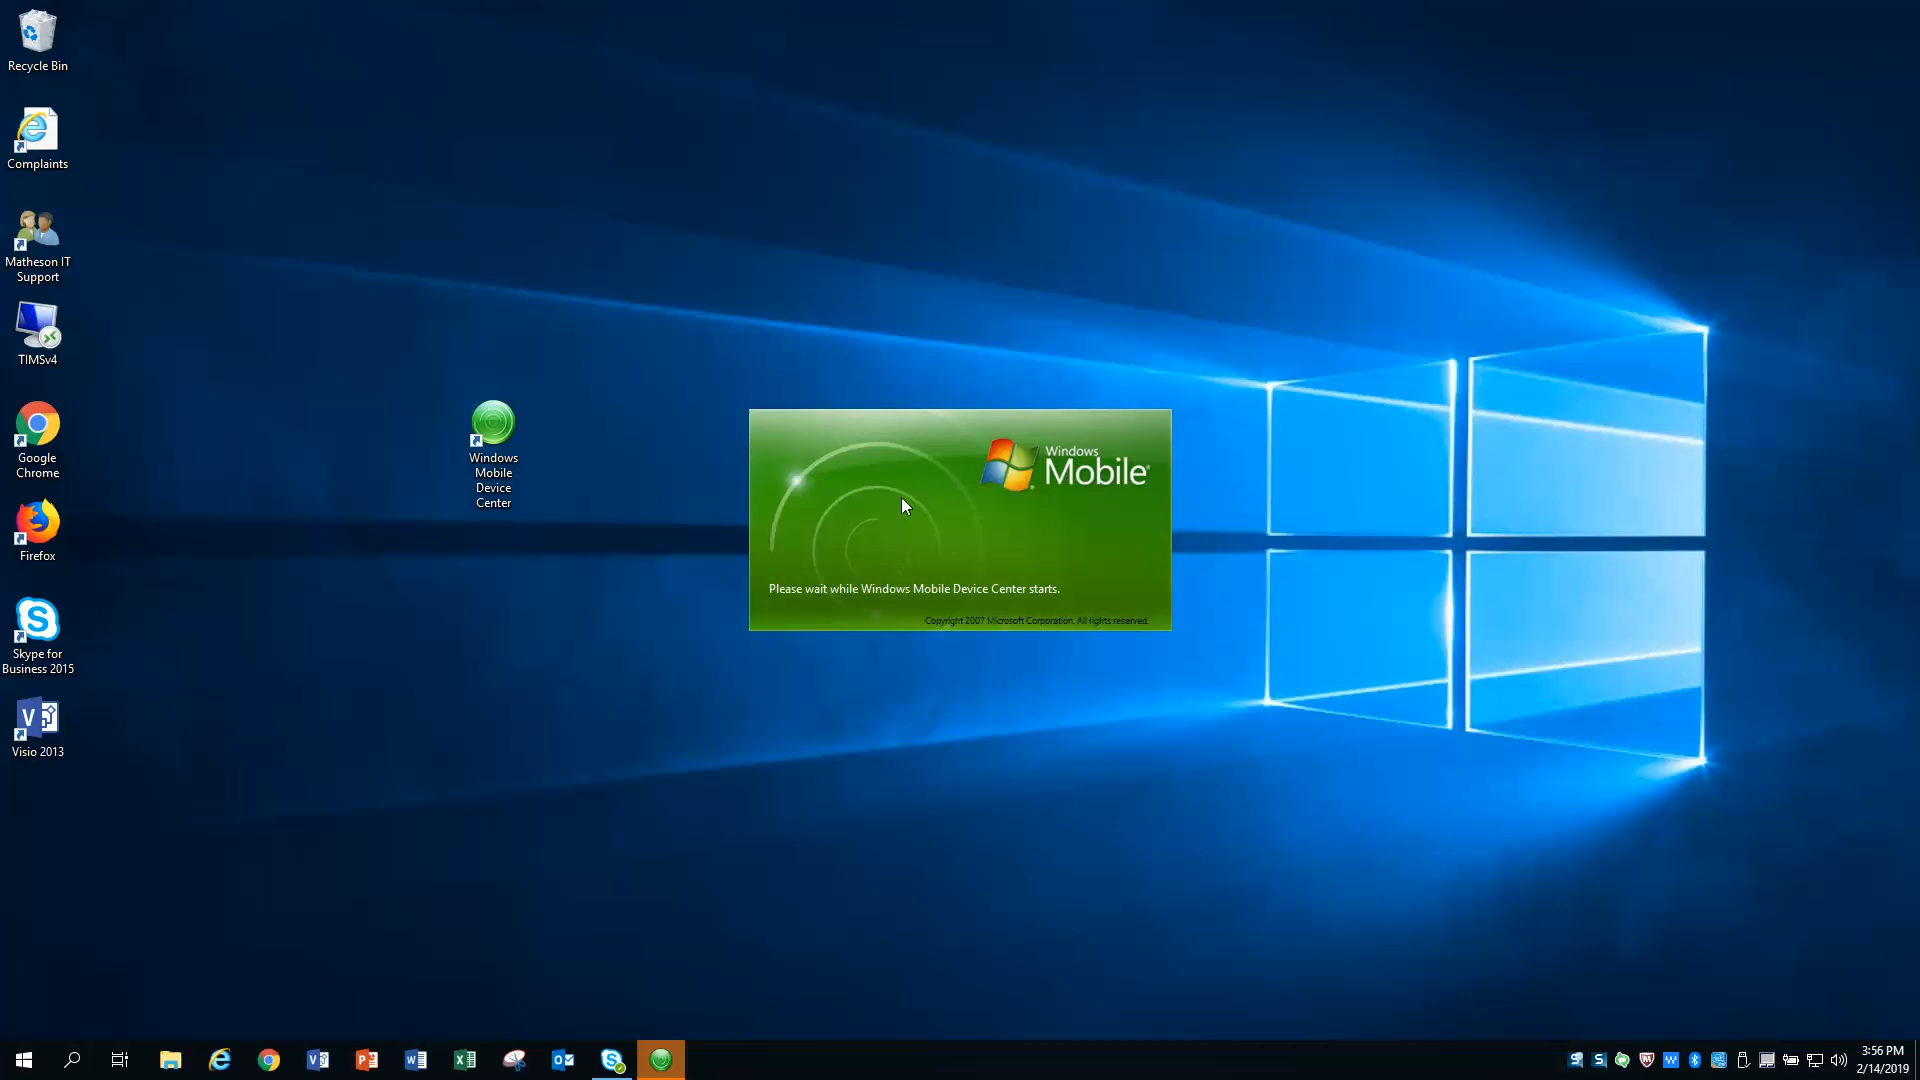 Recycle Bin
Complaints
Matheson IT
Support
TIMSv4
Google
Chrome
Firefox
Skype for
Business 2015
Visio 2013
Windows
Mobile
Device
Center
Windows
Mobile
Please wait while Windows Mobile Device Center starts.
Copyright 2007 Microsoft Corporation. All rights reserved.
3:56 PM
2/14/2019